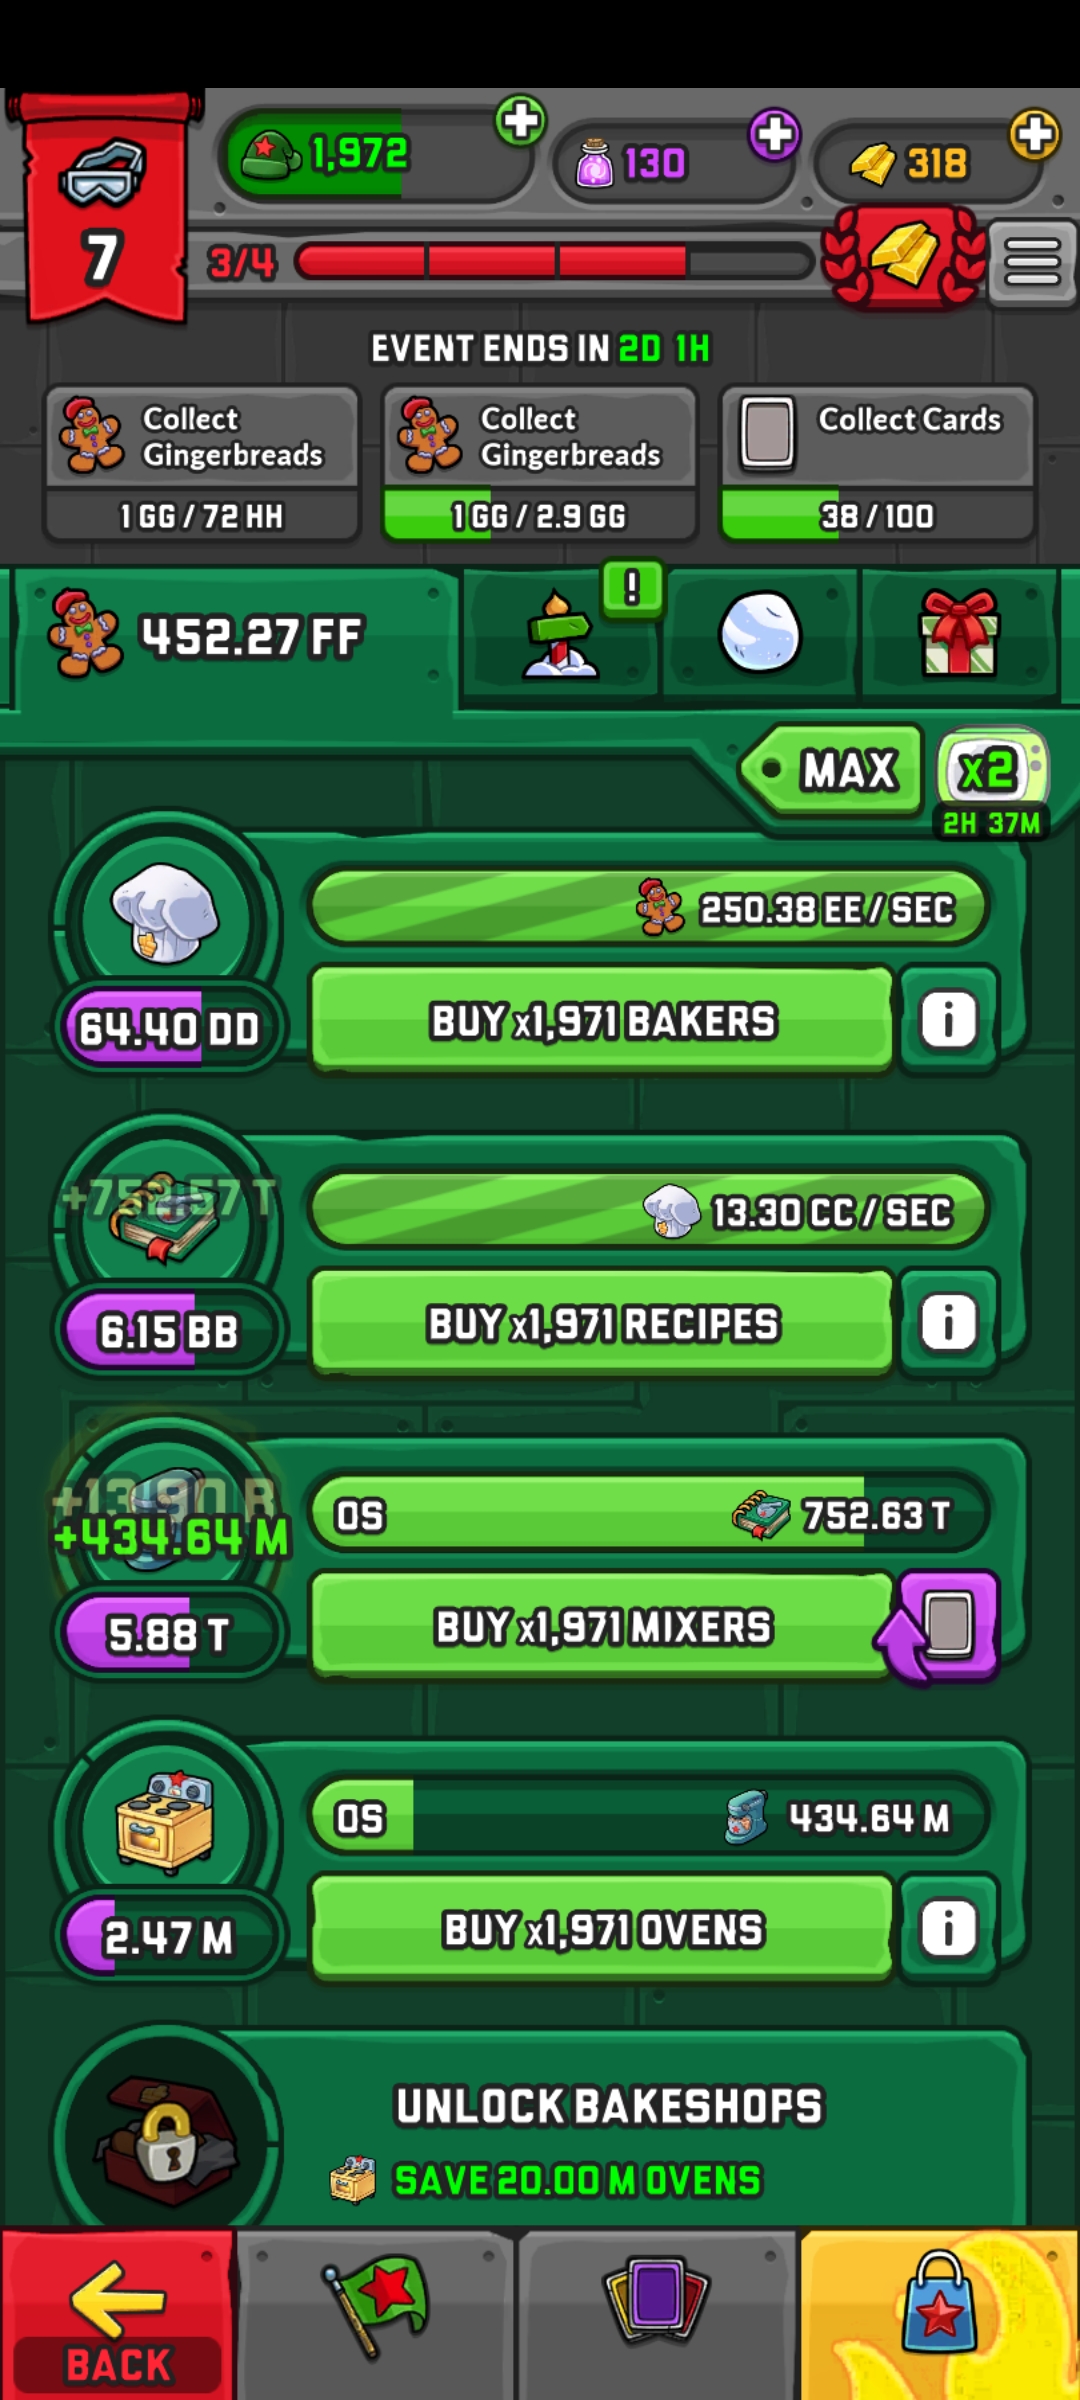 1,972
130
318
7
3/4
EVENT ENDS IN 2D 1H
Collect
Gingerbreads
1 GG / 72 HH
Collect
Gingerbreads
1 GG / 2.9 GG
Collect Cards
38 / 100
452.27 FF
!
MAX
x2
2H 37M
250.38 EE / SEC
64.40 DD
BUY x1,971 BAKERS
i
+752.57 T
13.30 CC / SEC
6.15 BB
BUY x1,971 RECIPES
i
+13.90 B
+434.64 M
0S
752.63 T
5.88 T
BUY x1,971 MIXERS
0S
434.64 M
2.47 M
BUY x1,971 OVENS
i
UNLOCK BAKESHOPS
SAVE 20.00 M OVENS
BACK